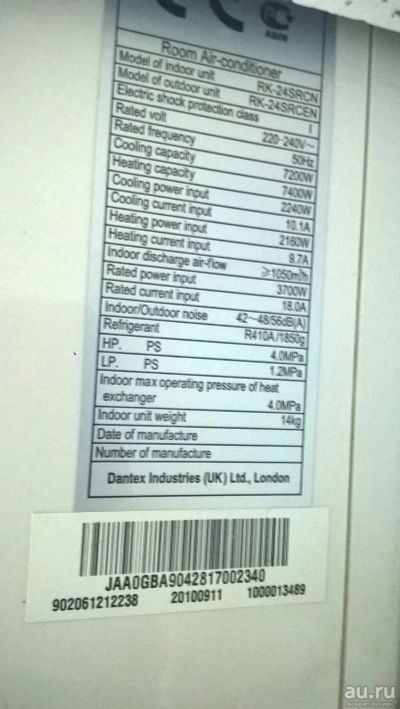 CE
A809
Room Air-conditioner
Model of indoor unit RK-24SRCN
Model of outdoor unit RK-24SRCEN
Electric shock protection class I
Rated volt 220-240V~
Rated frequency 50Hz
Cooling capacity 7200W
Heating capacity 7400W
Cooling power input 2240W
Cooling current input 10.1A
Heating power input 2160W
Heating current input 9.7A
Indoor discharge air-flow ≥1050m³/h
Rated power input 3700W
Rated current input 18.0A
Indoor/Outdoor noise 42~48/56dB(A)
Refrigerant R410A/1850g
HP. PS 4.0MPa
LP. PS 1.2MPa
Indoor max operating pressure of heat
exchanger 4.0MPa
Indoor unit weight 14kg
Date of manufacture
Number of manufacture
Dantex Industries (UK) Ltd., London
JAA0GBA9042817002340
902061212238 20100911 1000013489
au.ru